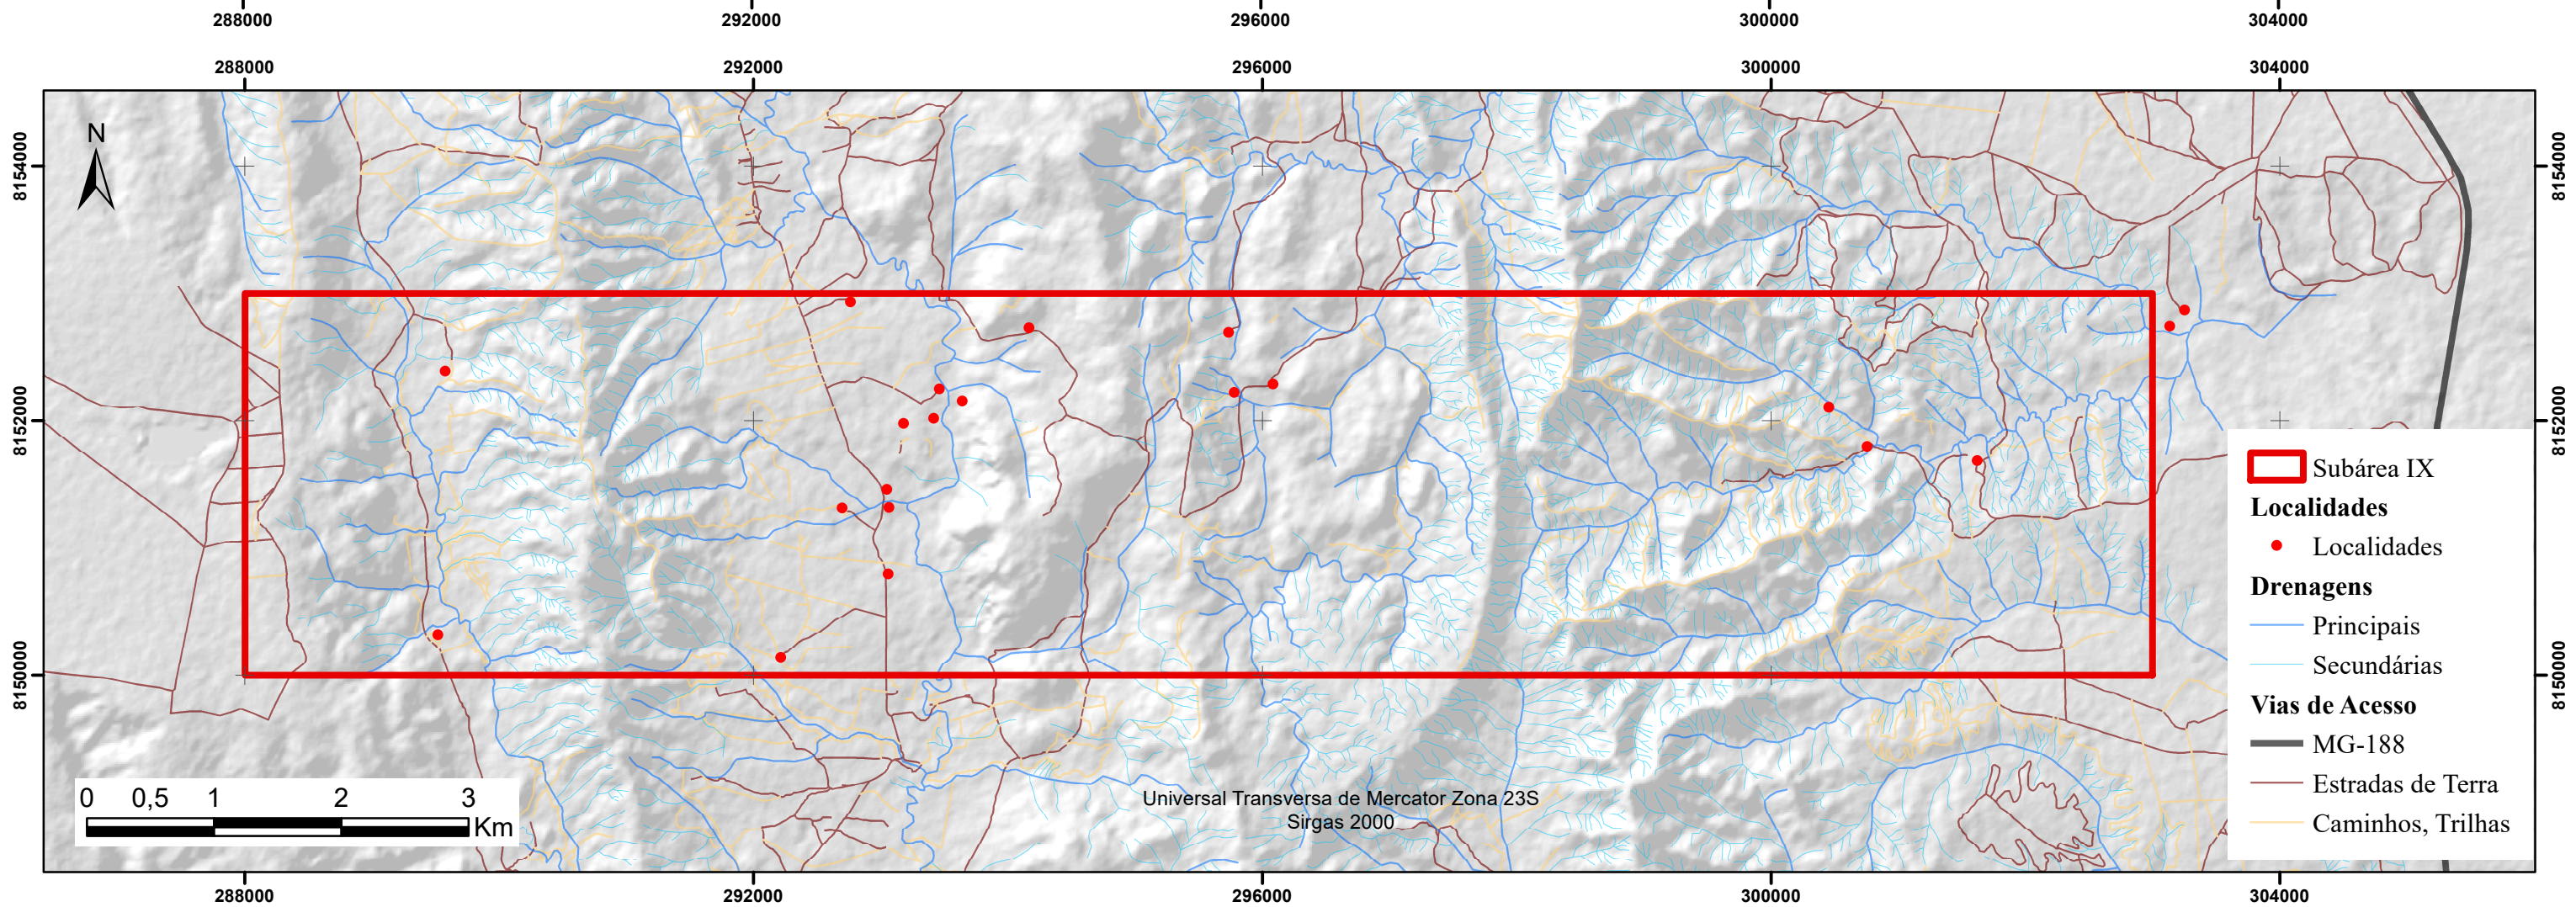 288000 292000 296000 300000 304000
288000 292000 296000 300000 304000
N
8154000 8154000
8152000 8152000
8150000 8150000
Subárea IX
Localidades
Localidades
Drenagens
Principais
Secundárias
Vias de Acesso
MG-188
Estradas de Terra
Caminhos, Trilhas
0 0,5 1 2 3
Km
Universal Transversa de Mercator Zona 23S
Sirgas 2000
288000 292000 296000 300000 304000